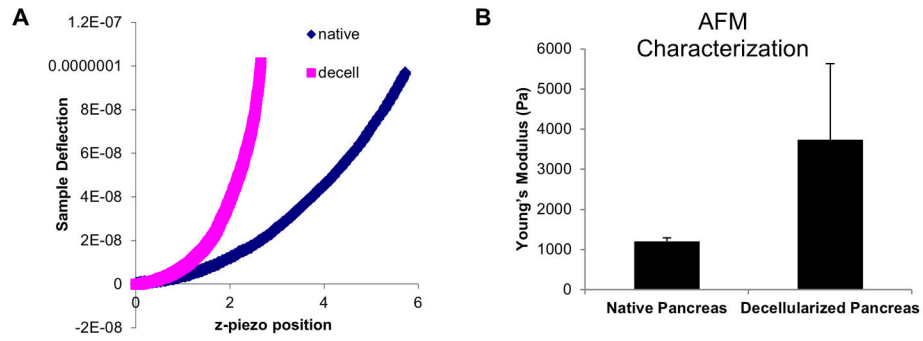 A
1.2E-07
0.0000001
8E-08
6E-08
4E-08
2E-08
0
-2E-08
Sample Deflection
0 2 4 6
z-piezo position
native
decell
B
AFM
Characterization
6000
5000
4000
3000
2000
1000
0
Young's Modulus (Pa)
Native Pancreas Decellularized Pancreas